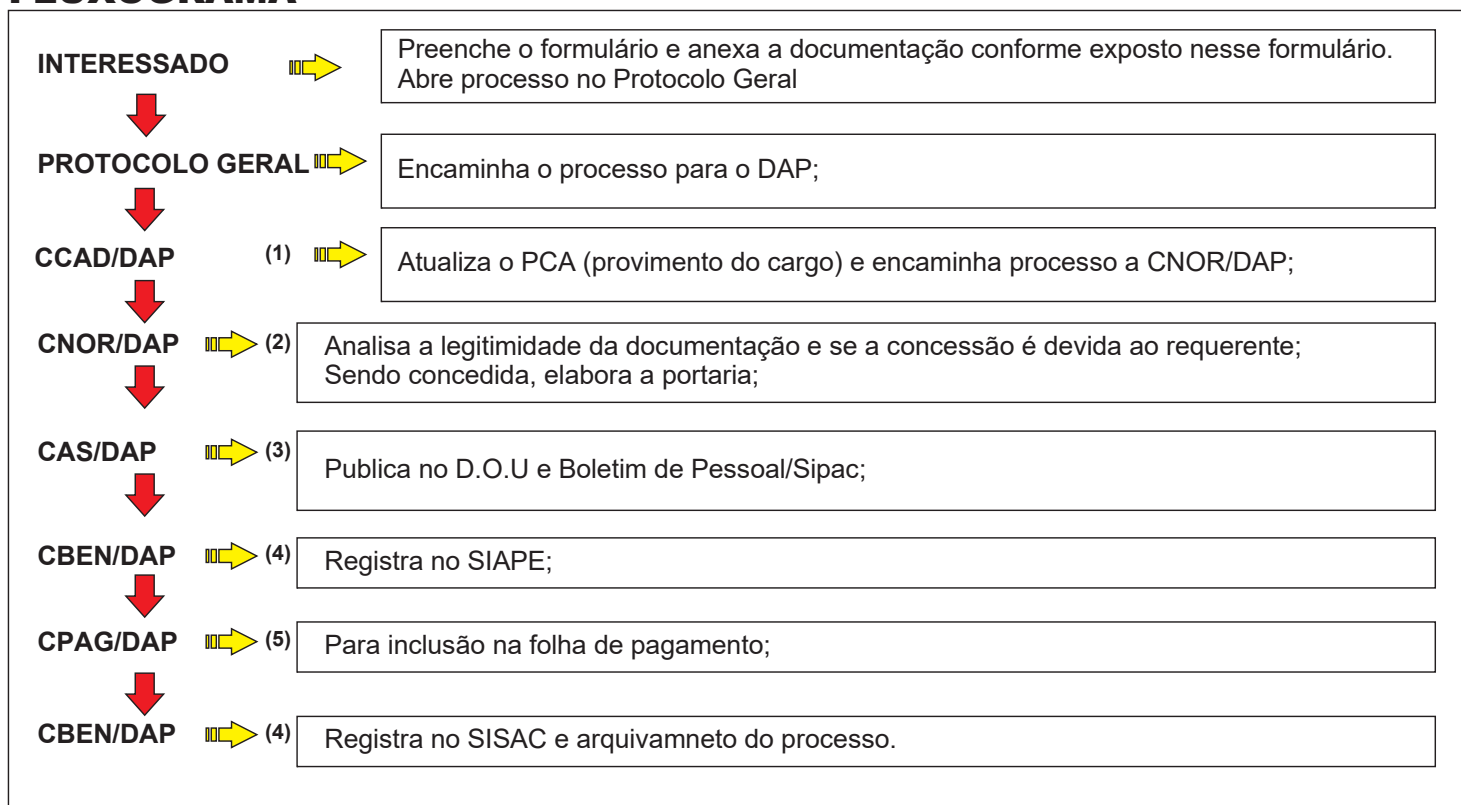 FLUXOGRAMA
INTERESSADO
Preenche o formulário e anexa a documentação conforme exposto nesse formulário.
Abre processo no Protocolo Geral
PROTOCOLO GERAL
Encaminha o processo para o DAP;
CCAD/DAP (1)
Atualiza o PCA (provimento do cargo) e encaminha processo a CNOR/DAP;
CNOR/DAP (2)
Analisa a legitimidade da documentação e se a concessão é devida ao requerente;
Sendo concedida, elabora a portaria;
CAS/DAP (3)
Publica no D.O.U e Boletim de Pessoal/Sipac;
CBEN/DAP (4)
Registra no SIAPE;
CPAG/DAP (5)
Para inclusão na folha de pagamento;
CBEN/DAP (4)
Registra no SISAC e arquivamneto do processo.